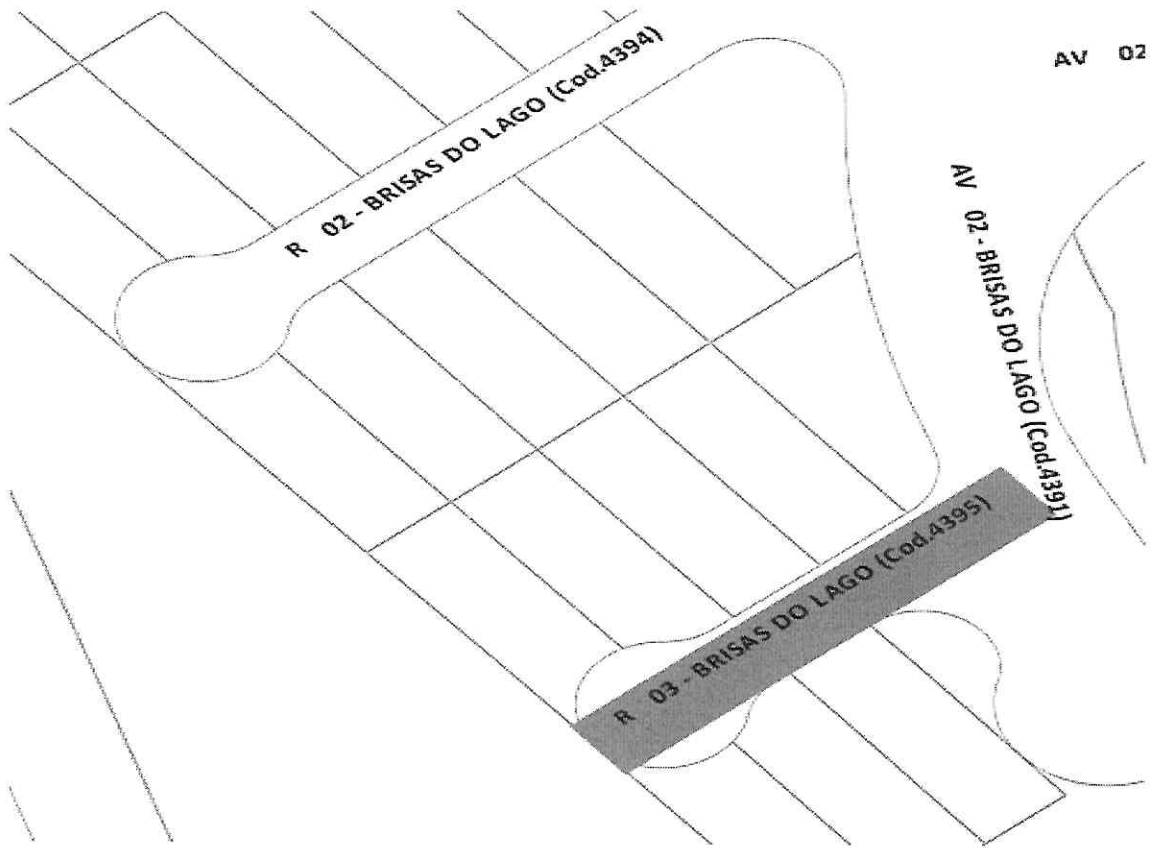 R 02 - BRISAS DO LAGO (Cod.4394)
AV 02
AV 02 - BRISAS DO LAGO (Cod.4391)
R 03 - BRISAS DO LAGO (Cod.4395)